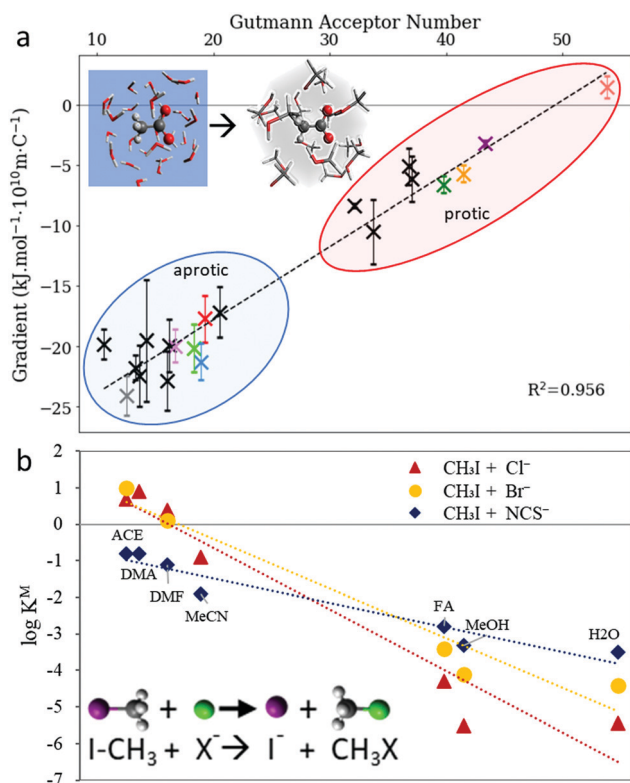 Gutmann Acceptor Number
a
10 20 30 40 50
0
-5
-10
-15
-20
-25
Gradient (kJ.mol⁻¹·10¹⁰m·C⁻¹)
protic
aprotic
R²=0.956
b
2
1
0
-1
-2
-3
-4
-5
-6
-7
log Kᴹ
CH₃I + Cl⁻
CH₃I + Br⁻
CH₃I + NCS⁻
ACE
DMA
DMF
MeCN
FA
MeOH
H2O
+ +
I-CH₃ + X⁻ → I⁻ + CH₃X